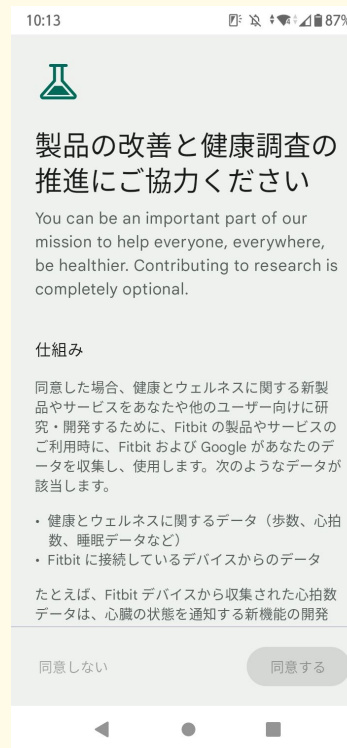 10:13
87%
製品の改善と健康調査の
推進にご協力ください
You can be an important part of our
mission to help everyone, everywhere,
be healthier. Contributing to research is
completely optional.
仕組み
同意した場合、健康とウェルネスに関する新製
品やサービスをあなたや他のユーザー向けに研
究・開発するために、Fitbit の製品やサービスの
ご利用時に、Fitbit および Google があなたのデ
ータを収集し、使用します。次のようなデータが
該当します。
• 健康とウェルネスに関するデータ（歩数、心拍
数、睡眠データなど）
• Fitbit に接続しているデバイスからのデータ
たとえば、Fitbit デバイスから収集された心拍数
データは、心臓の状態を通知する新機能の開発
同意しない
同意する